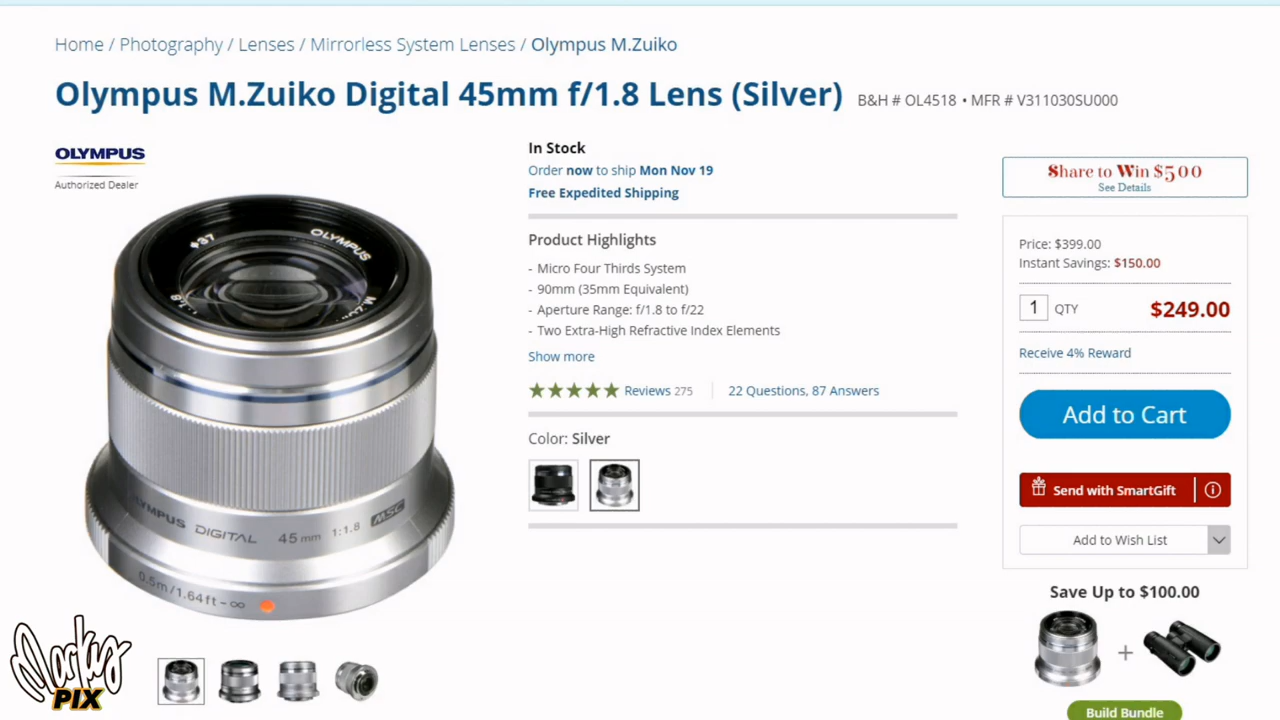 Home / Photography / Lenses / Mirrorless System Lenses / Olympus M.Zuiko
Olympus M.Zuiko Digital 45mm f/1.8 Lens (Silver) B&H # OL4518 • MFR # V311030SU000
OLYMPUS
Authorized Dealer
ø37 OLYMPUS
OLYMPUS DIGITAL 45mm 1:1.8 MSC
0.5m/1.64ft-∞
In Stock
Order now to ship Mon Nov 19
Free Expedited Shipping
Product Highlights
- Micro Four Thirds System
- 90mm (35mm Equivalent)
- Aperture Range: f/1.8 to f/22
- Two Extra-High Refractive Index Elements
Show more
Reviews 275
22 Questions, 87 Answers
Color: Silver
Share to Win $500
See Details
Price: $399.00
Instant Savings: $150.00
1 QTY $249.00
Receive 4% Reward
Add to Cart
Send with SmartGift
Add to Wish List
Save Up to $100.00
+
Build Bundle
Markus
PIX